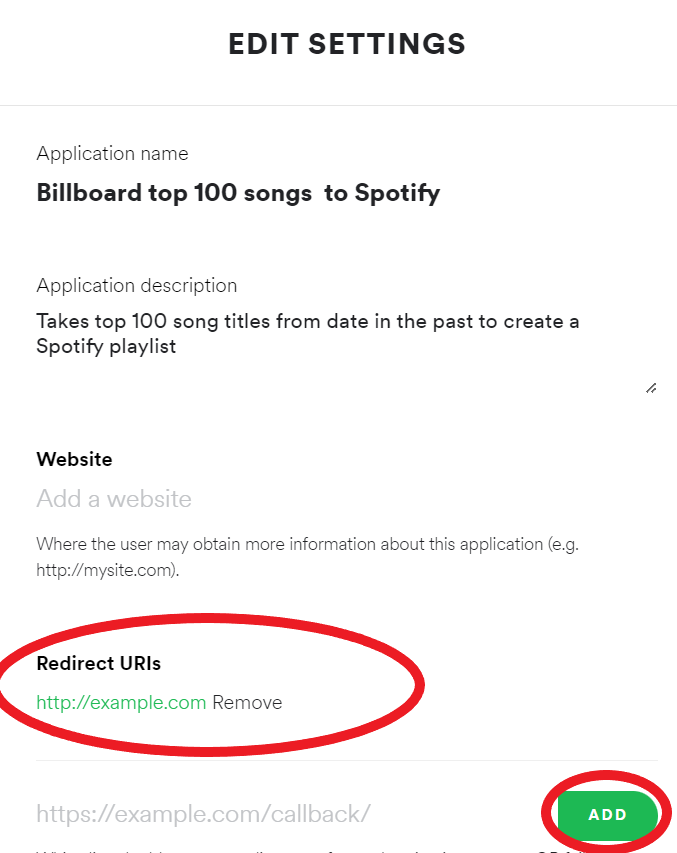 EDIT SETTINGS
Application name
Billboard top 100 songs  to Spotify
Application description
Takes top 100 song titles from date in the past to create a
Spotify playlist
Website
Add a website
Where the user may obtain more information about this application (e.g.
http://mysite.com).
Redirect URIs
http://example.com Remove
https://example.com/callback/
ADD